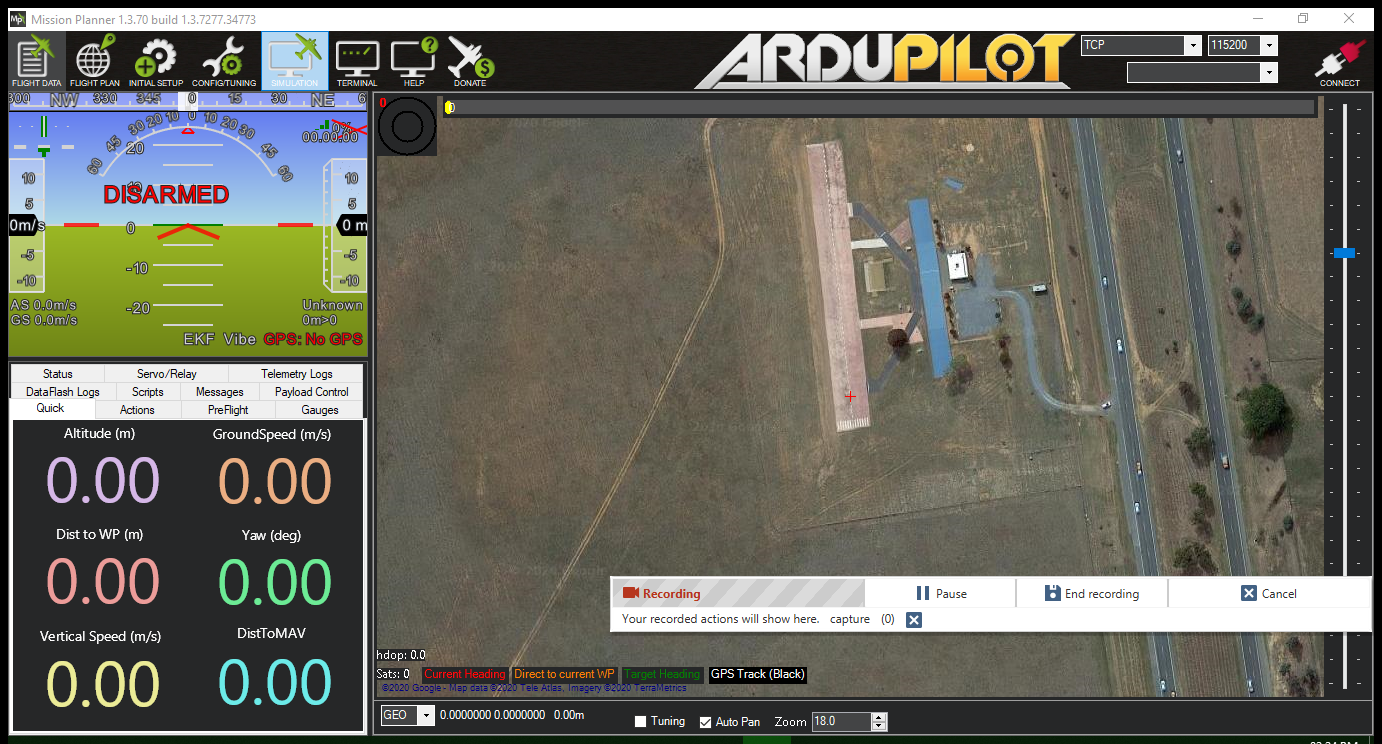 Mission Planner 1.3.70 build 1.3.7277.34773
FLIGHT DATA FLIGHT PLAN INITIAL SETUP CONFIG/TUNING SIMULATION TERMINAL HELP DONATE
ARDUPILOT
TCP 115200
CONNECT
300 NW 330 345 0 15 30 NE 6
60 45 30 20 10 0 10 20 30 45 60
0%
00:00:00
20
10 10 10
DISARMED
5 5
0m/s 0 0 m
-5 -5
-10 -10 -10
AS 0.0m/s -20 Unknown
GS 0.0m/s 0m>0
EKF Vibe GPS: No GPS
Status Servo/Relay Telemetry Logs
DataFlash Logs Scripts Messages Payload Control
Quick Actions PreFlight Gauges
Altitude (m) GroundSpeed (m/s)
0.00 0.00
Dist to WP (m) Yaw (deg)
0.00 0.00
Vertical Speed (m/s) DistToMAV
0.00 0.00
0
0
Recording Pause End recording Cancel
Your recorded actions will show here. capture (0)
hdop: 0.0
Sats: 0 Current Heading Direct to current WP Target Heading GPS Track (Black)
©2020 Google - Map data ©2020 Tele Atlas, Imagery ©2020 TerraMetrics
GEO 0.0000000 0.0000000 0.00m
Tuning Auto Pan Zoom 18.0